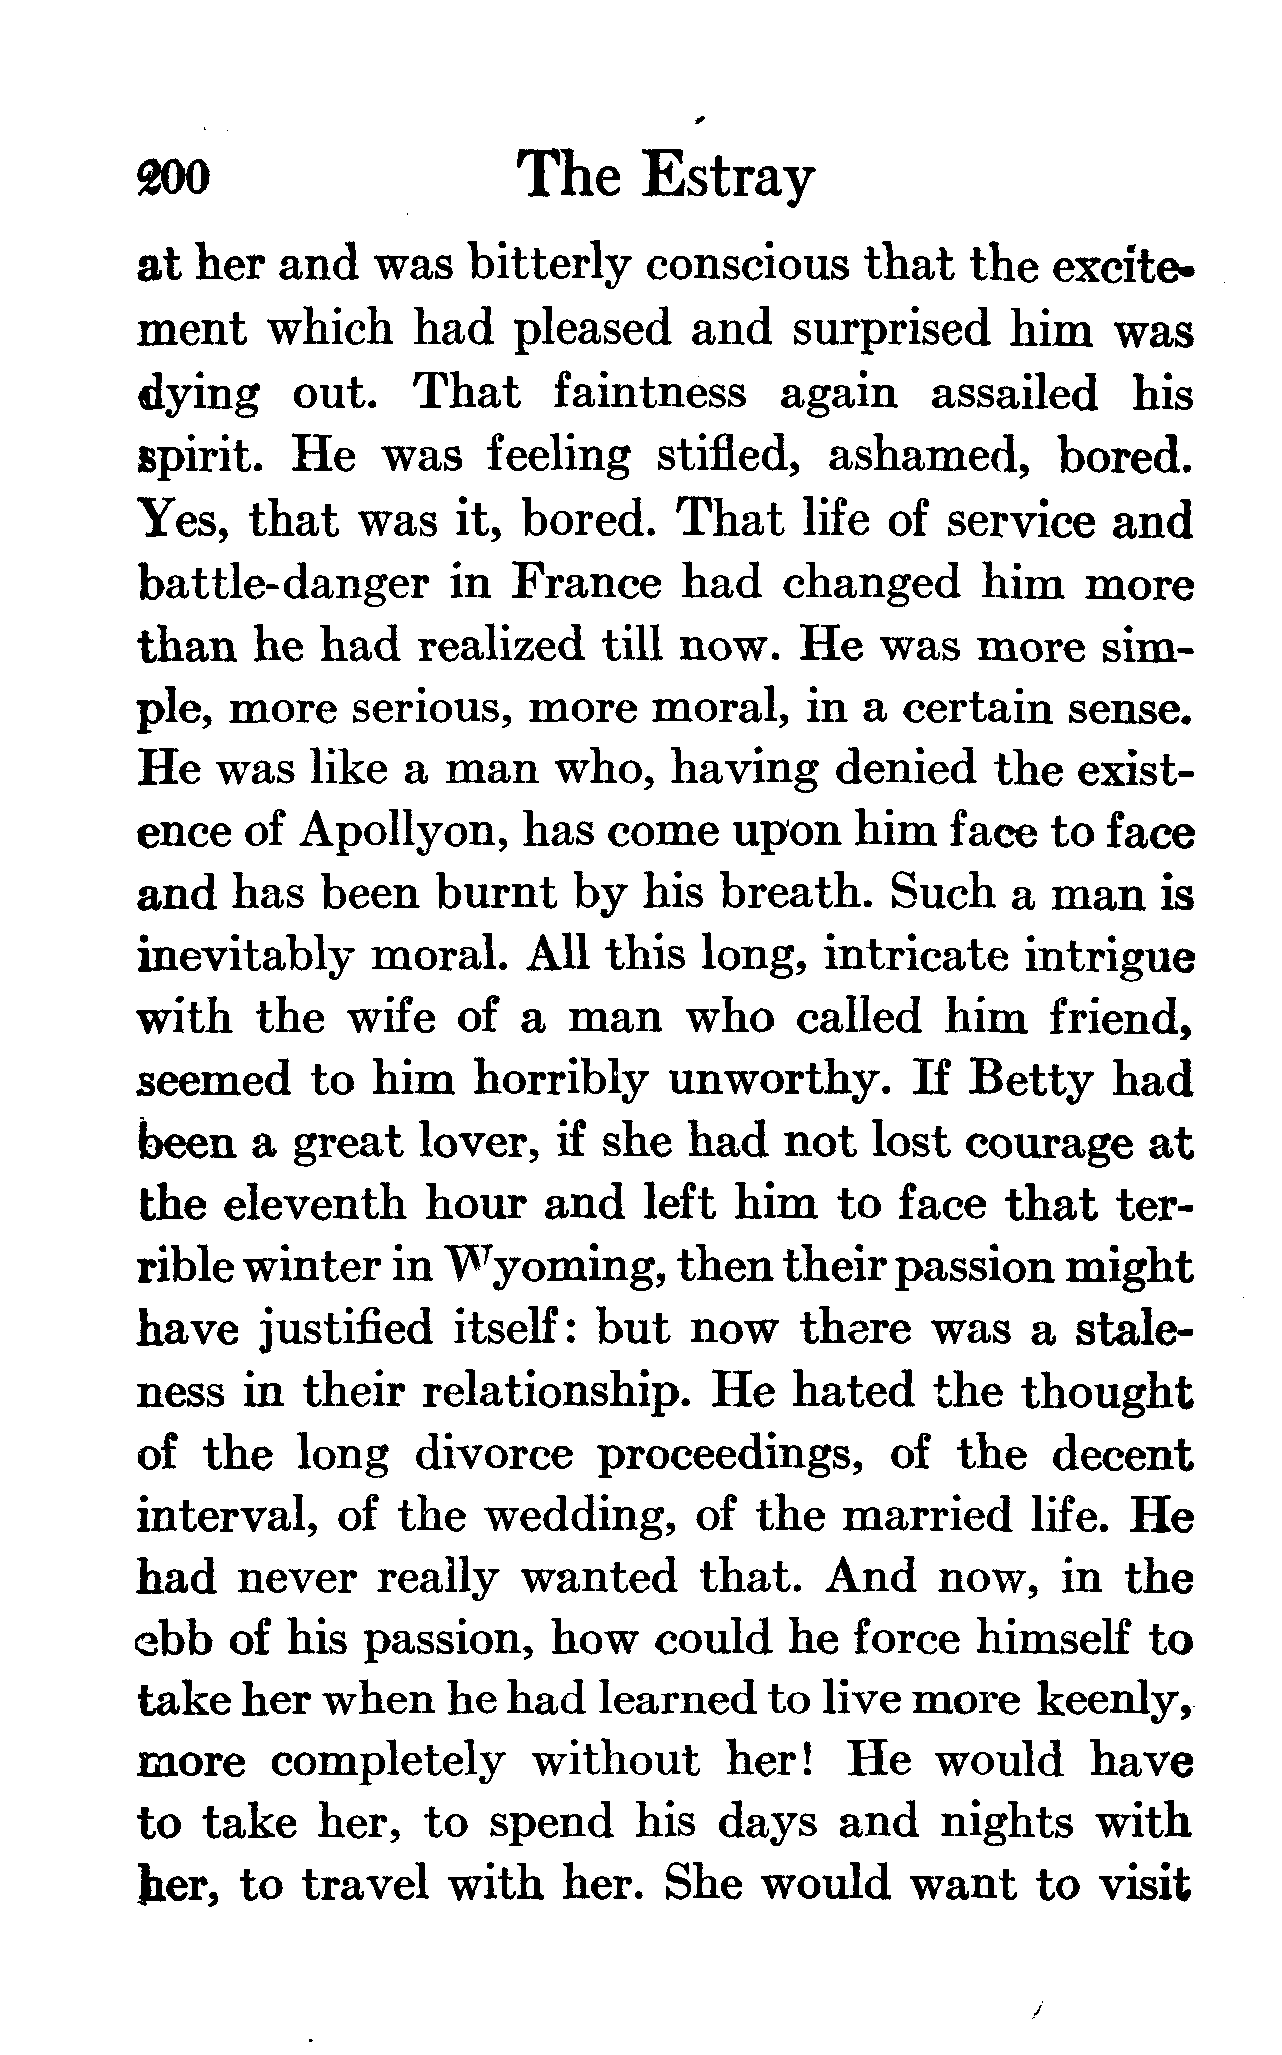 200 The Estray
at her and was bitterly conscious that the excite-
ment which had pleased and surprised him was
dying out. That faintness again assailed his
spirit. He was feeling stifled, ashamed, bored.
Yes, that was it, bored. That life of service and
battle-danger in France had changed him more
than he had realized till now. He was more sim-
ple, more serious, more moral, in a certain sense.
He was like a man who, having denied the exist-
ence of Apollyon, has come upon him face to face
and has been burnt by his breath. Such a man is
inevitably moral. All this long, intricate intrigue
with the wife of a man who called him friend,
seemed to him horribly unworthy. If Betty had
been a great lover, if she had not lost courage at
the eleventh hour and left him to face that ter-
rible winter in Wyoming, then their passion might
have justified itself: but now there was a stale-
ness in their relationship. He hated the thought
of the long divorce proceedings, of the decent
interval, of the wedding, of the married life. He
had never really wanted that. And now, in the
ebb of his passion, how could he force himself to
take her when he had learned to live more keenly,
more completely without her! He would have
to take her, to spend his days and nights with
her, to travel with her. She would want to visit